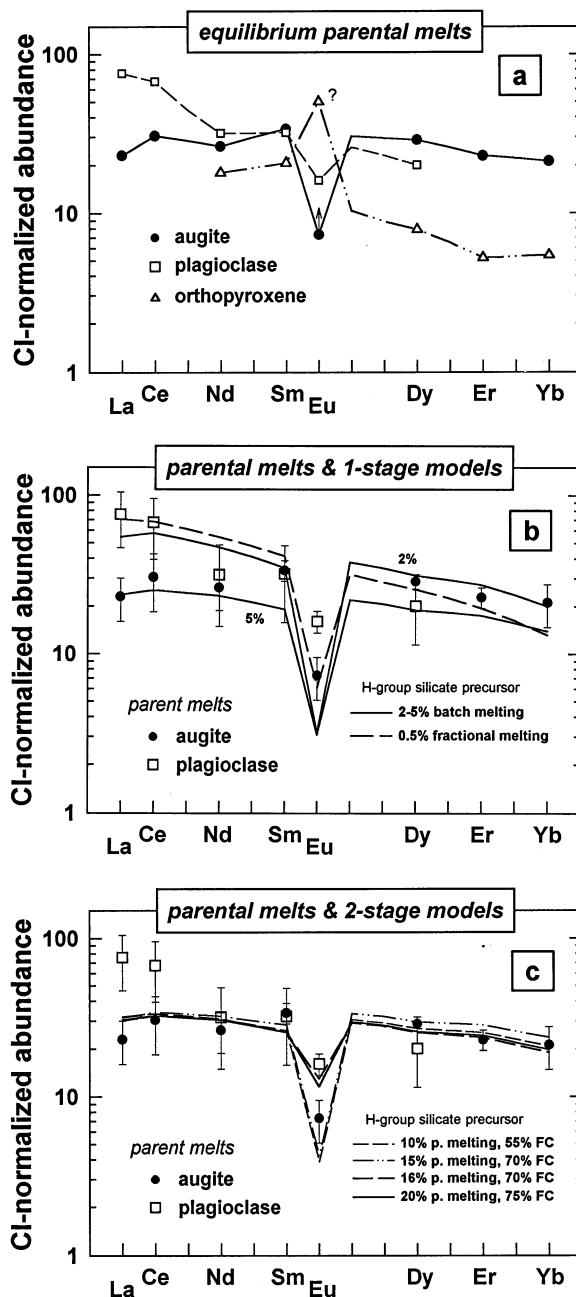 equilibrium parental melts
a
CI-normalized abundance
100
10
1
?
augite
plagioclase
orthopyroxene
La Ce Nd Sm Eu Dy Er Yb
parental melts & 1-stage models
b
CI-normalized abundance
100
10
1
2%
5%
parent melts
augite
plagioclase
H-group silicate precursor
2-5% batch melting
0.5% fractional melting
La Ce Nd Sm Eu Dy Er Yb
parental melts & 2-stage models
c
CI-normalized abundance
100
10
1
parent melts
augite
plagioclase
H-group silicate precursor
10% p. melting, 55% FC
15% p. melting, 70% FC
16% p. melting, 70% FC
20% p. melting, 75% FC
La Ce Nd Sm Eu Dy Er Yb